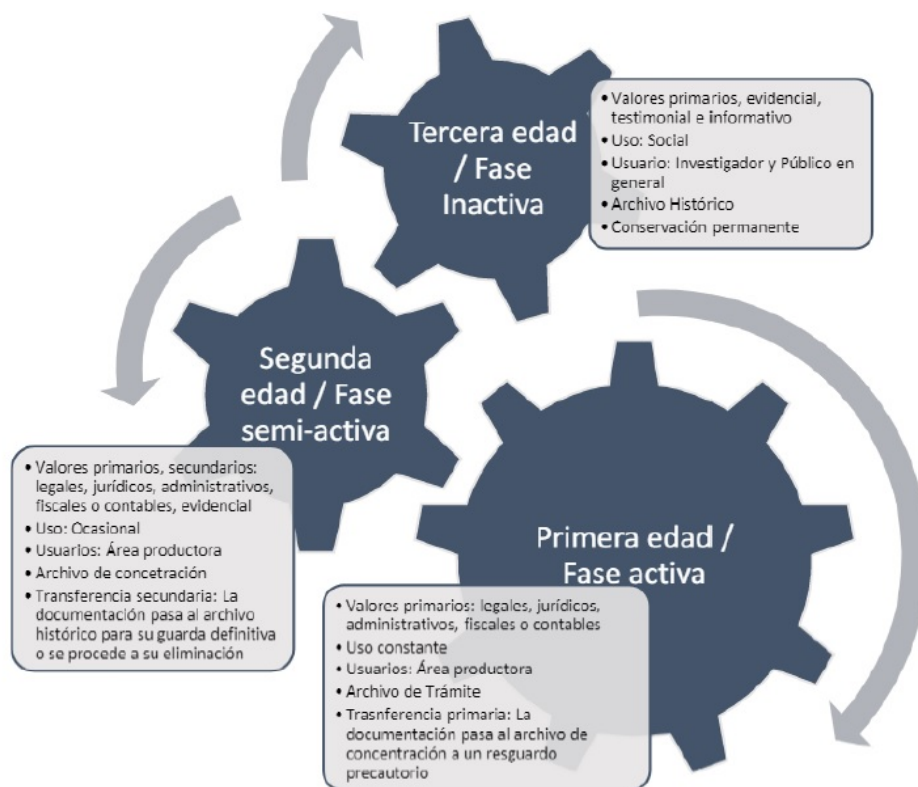 Tercera edad
/ Fase
Inactiva
• Valores primarios, evidencial,
testimonial e informativo
• Uso: Social
• Usuario: Investigador y Público en
general
• Archivo Histórico
• Conservación permanente
Segunda
edad / Fase
semi-activa
• Valores primarios, secundarios:
legales, jurídicos, administrativos,
fiscales o contables, evidencial
• Uso: Ocasional
• Usuarios: Área productora
• Archivo de concetración
• Transferencia secundaria: La
documentación pasa al archivo
histórico para su guarda definitiva
o se procede a su eliminación
Primera edad /
Fase activa
• Valores primarios: legales, jurídicos,
administrativos, fiscales o contables
• Uso constante
• Usuarios: Área productora
• Archivo de Trámite
• Trasnferencia primaria: La
documentación pasa al archivo de
concentración a un resguardo
precautorio